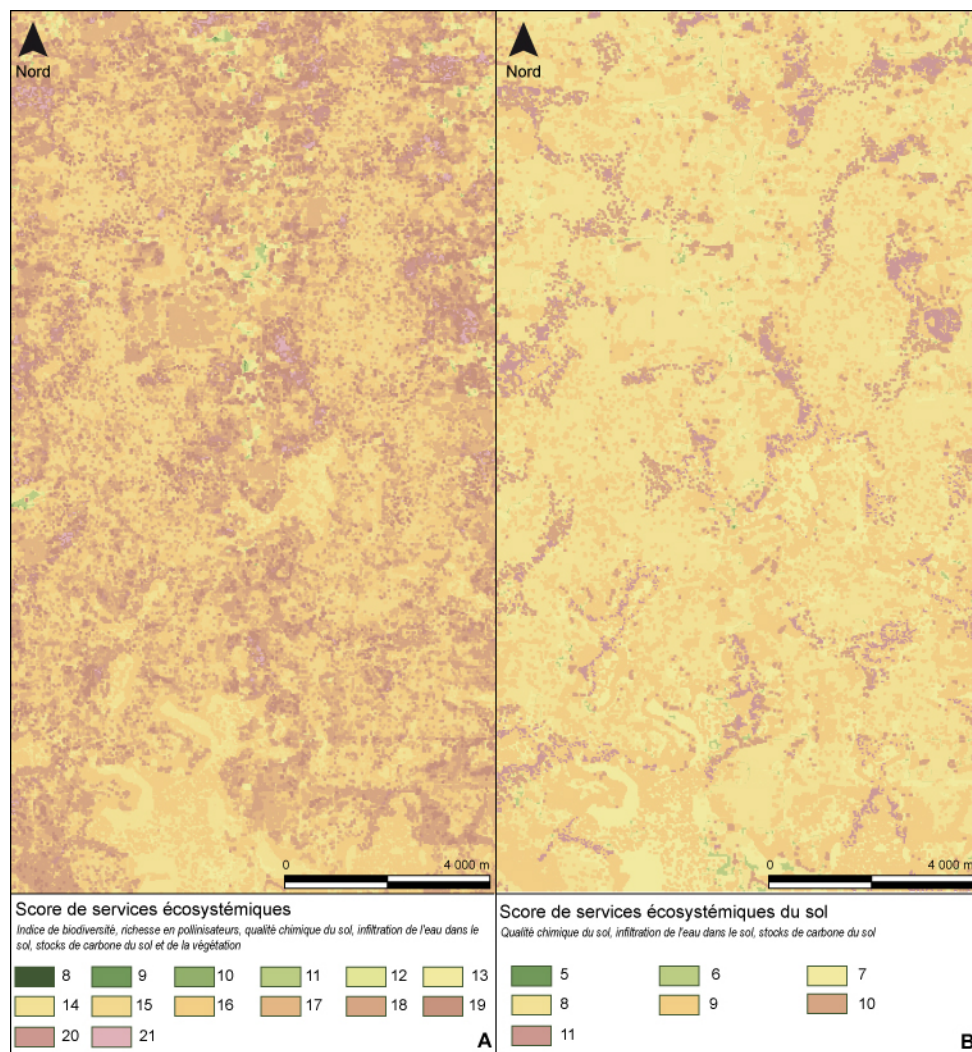 Nord
Nord
0 4 000 m
0 4 000 m
Score de services écosystémiques
Indice de biodiversité, richesse en pollinisateurs, qualité chimique du sol, infiltration de l'eau dans le
sol, stocks de carbone du sol et de la végétation
8 9 10 11 12 13
14 15 16 17 18 19
20 21
A
Score de services écosystémiques du sol
Qualité chimique du sol, infiltration de l'eau dans le sol, stocks de carbone du sol
5 6 7
8 9 10
11
B